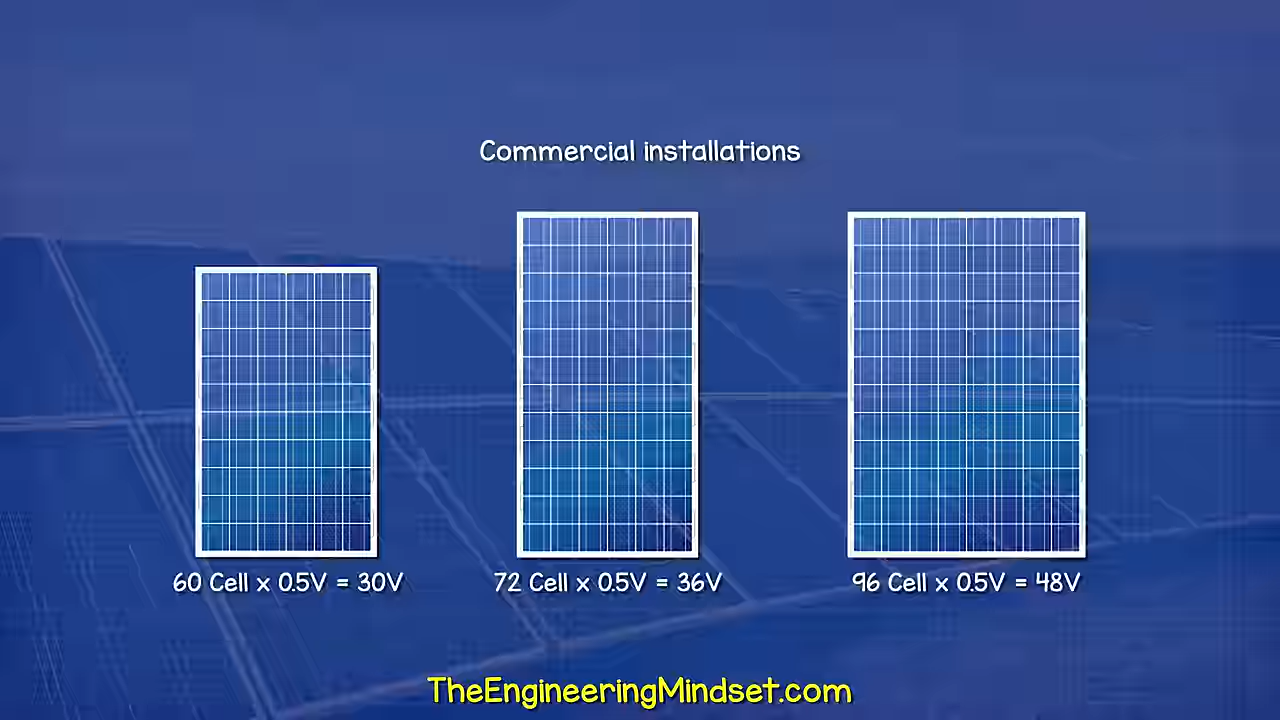 Commercial installations
60 Cell x 0.5V = 30V
72 Cell x 0.5V = 36V
96 Cell x 0.5V = 48V
TheEngineeringMindset.com